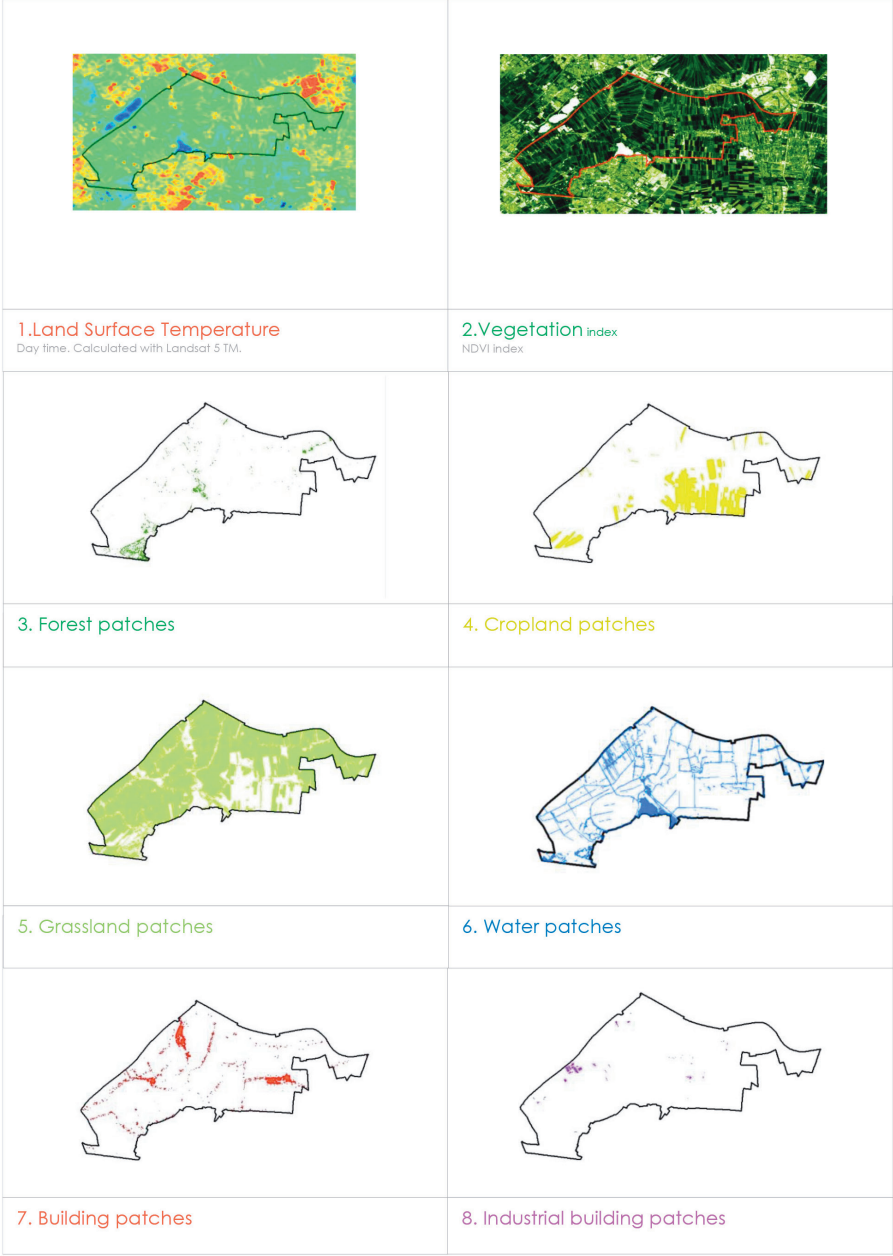 1.Land Surface Temperature
Day time. Calculated with Landsat 5 TM.
2.Vegetation index
NDVI index
3. Forest patches
4. Cropland patches
5. Grassland patches
6. Water patches
7. Building patches
8. Industrial building patches